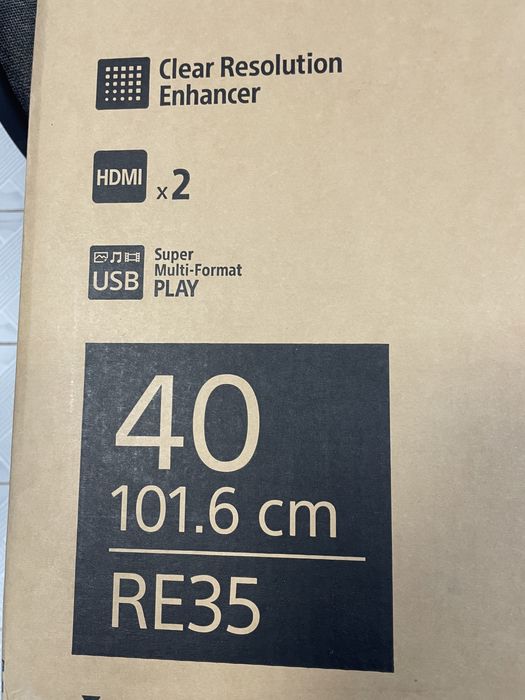 Clear Resolution
Enhancer
HDMI x2
Super
Multi-Format
USB PLAY
40
101.6 cm
RE35